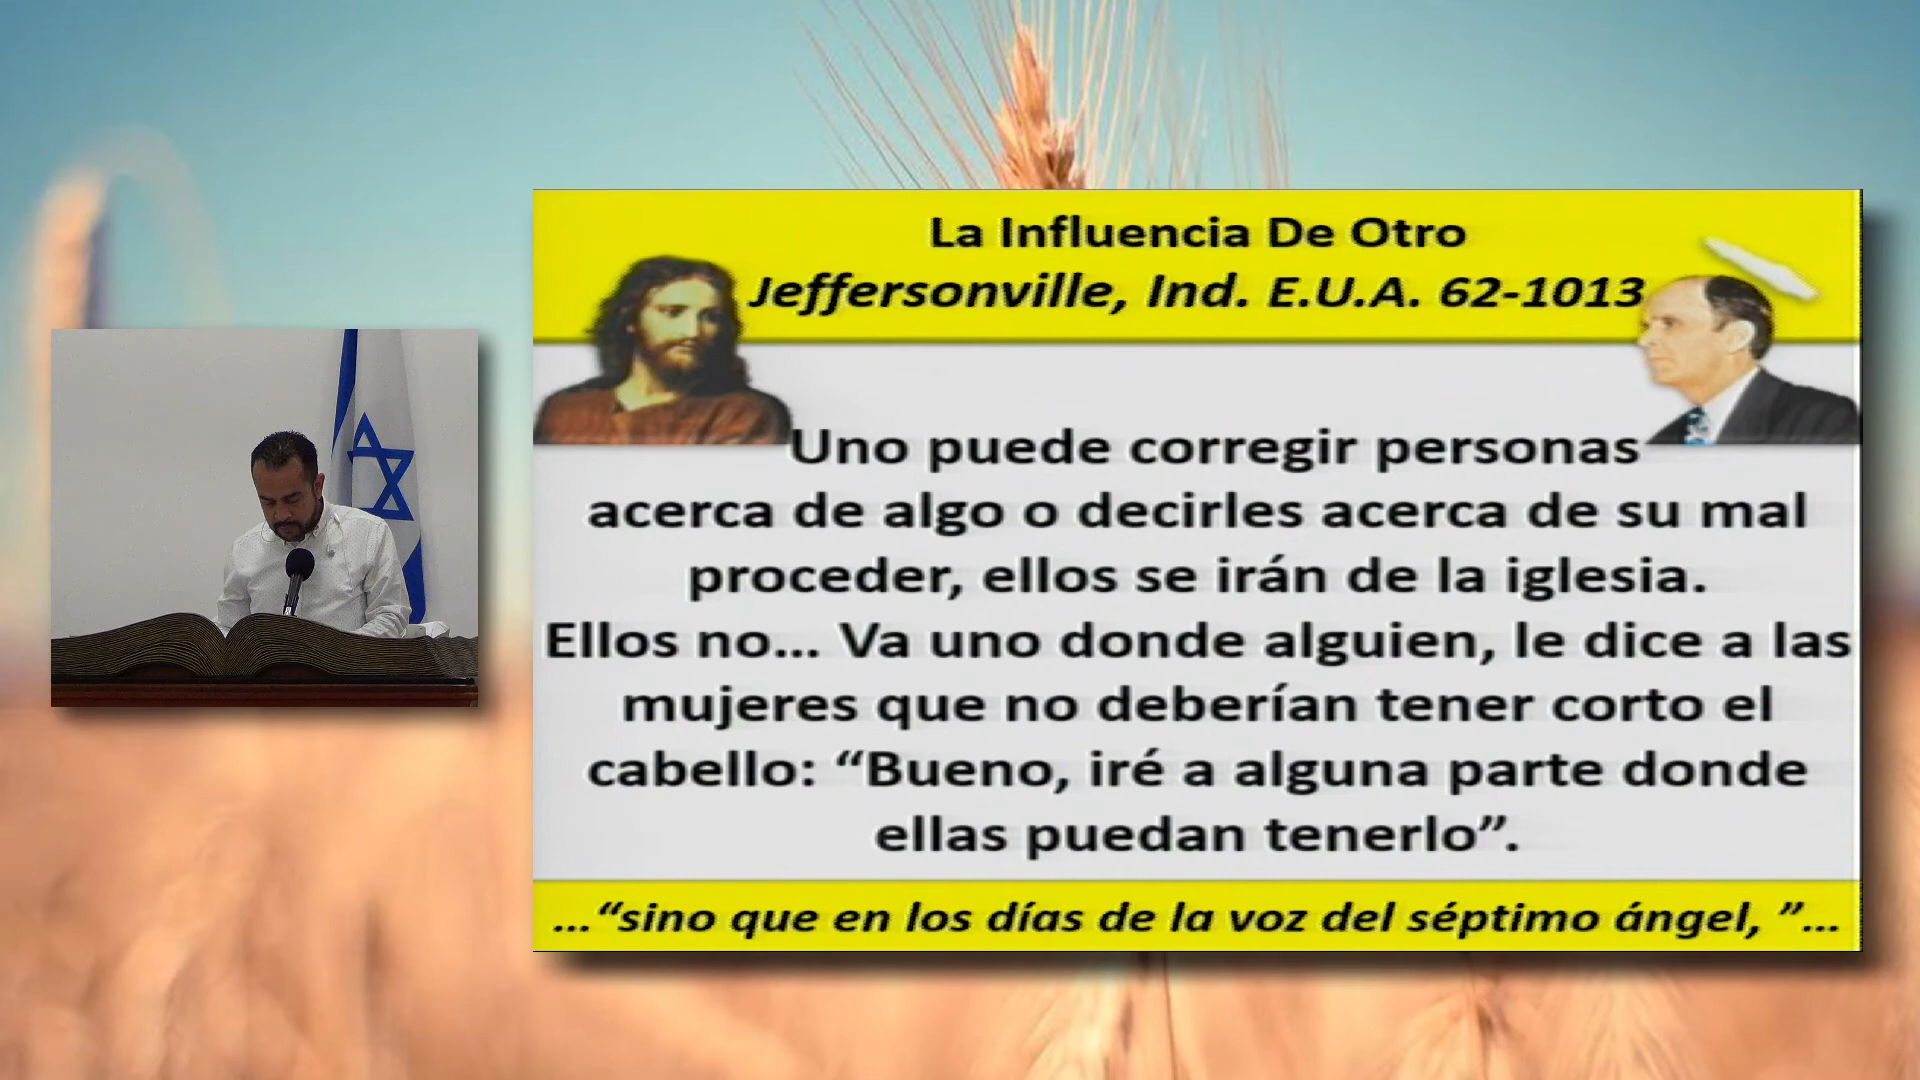 La Influencia De Otro
Jeffersonville, Ind. E.U.A. 62-1013
Uno puede corregir personas
acerca de algo o decirles acerca de su mal
proceder, ellos se irán de la iglesia.
Ellos no... Va uno donde alguien, le dice a las
mujeres que no deberían tener corto el
cabello: “Bueno, iré a alguna parte donde
ellas puedan tenerlo”.
...“sino que en los días de la voz del séptimo ángel, ”...